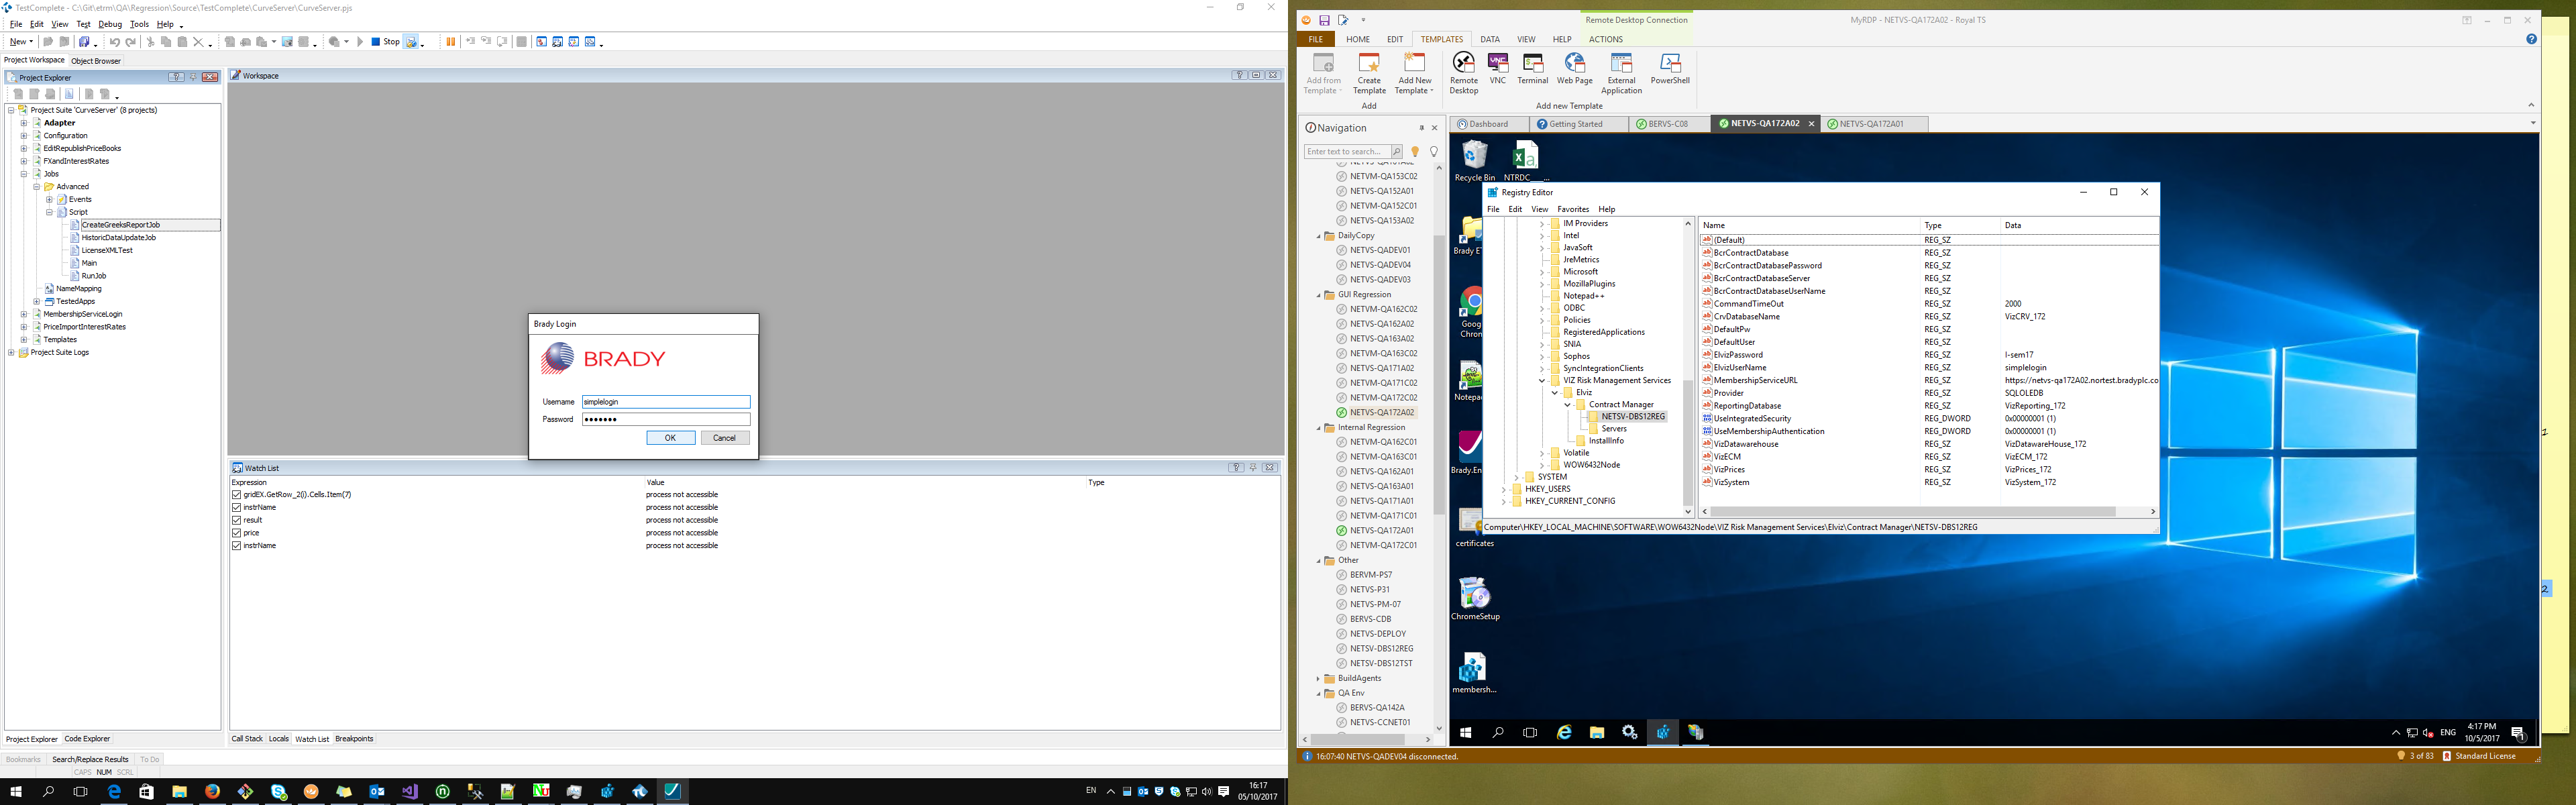 TestComplete - C:\Git\etrm\QA\Regression\Source\TestComplete\CurveServer\CurveServer.pjs
File Edit View Test Debug Tools Help
New Stop
Project Workspace Object Browser
Project Explorer
Project Suite 'CurveServer' (8 projects)
Adapter
Configuration
EditRepublishPriceBooks
FXandInterestRates
Jobs
Advanced
Events
Script
CreateGreeksReportJob
HistoricDataUpdateJob
LicenseXMLTest
Main
RunJob
NameMapping
TestedApps
MembershipServiceLogin
PriceImportInterestRates
Templates
Project Suite Logs
Project Explorer Code Explorer
Workspace
Brady Login
BRADY
Username simplelogin
Password •••••••
OK Cancel
Watch List
Expression Value Type
gridEX.GetRow_2(i).Cells.Item(7) process not accessible
instrName process not accessible
result process not accessible
price process not accessible
instrName process not accessible
Call Stack Locals Watch List Breakpoints
Bookmarks Search/Replace Results To Do
CAPS NUM SCRL
EN
16:17
05/10/2017
Remote Desktop Connection
MyRDP - NETVS-QA172A02 - Royal TS
FILE HOME EDIT TEMPLATES DATA VIEW HELP ACTIONS
Add from Template
Create Template
Add New Template
Remote Desktop
VNC
Terminal
Web Page
External Application
PowerShell
Add
Add new Template
Navigation
Enter text to search...
NETVM-QA153C02
NETVS-QA152A01
NETVM-QA152C01
NETVS-QA153A02
DailyCopy
NETVS-QADEV01
NETVS-QADEV04
NETVS-QADEV03
GUI Regression
NETVM-QA162C02
NETVS-QA162A02
NETVS-QA163A02
NETVM-QA163C02
NETVS-QA171A02
NETVM-QA171C02
NETVM-QA172C02
NETVS-QA172A02
Internal Regression
NETVM-QA162C01
NETVM-QA163C01
NETVS-QA162A01
NETVS-QA163A01
NETVS-QA171A01
NETVM-QA171C01
NETVS-QA172A01
NETVM-QA172C01
Other
BERVM-PS7
NETVS-P31
NETVS-PM-07
BERVS-CDB
NETVS-DEPLOY
NETSV-DBS12REG
NETSV-DBS12TST
BuildAgents
QA Env
BERVS-QA142A
NETVS-CCNET01
Dashboard Getting Started BERVS-C08 NETVS-QA172A02 NETVS-QA172A01
Recycle Bin NTRDC___...
Brady ET
Goog Chron
Notepa
Brady.En
certificates
ChromeSetup
membersh...
Registry Editor
File Edit View Favorites Help
IM Providers
Intel
JavaSoft
JreMetrics
Microsoft
MozillaPlugins
Notepad++
ODBC
Policies
RegisteredApplications
SNIA
Sophos
SyncIntegrationClients
VIZ Risk Management Services
Elviz
Contract Manager
NETSV-DBS12REG
Servers
InstallInfo
Volatile
WOW6432Node
SYSTEM
HKEY_USERS
HKEY_CURRENT_CONFIG
Name Type Data
(Default) REG_SZ
BcrContractDatabase REG_SZ
BcrContractDatabasePassword REG_SZ
BcrContractDatabaseServer REG_SZ
BcrContractDatabaseUserName REG_SZ
CommandTimeOut REG_SZ 2000
CrvDatabaseName REG_SZ VizCRV_172
DefaultPw REG_SZ
DefaultUser REG_SZ
ElvizPassword REG_SZ l-sem17
ElvizUserName REG_SZ simplelogin
MembershipServiceURL REG_SZ https://netvs-qa172A02.nortest.bradyplc.co
Provider REG_SZ SQLOLEDB
ReportingDatabase REG_SZ VizReporting_172
UseIntegratedSecurity REG_DWORD 0x00000001 (1)
UseMembershipAuthentication REG_DWORD 0x00000001 (1)
VizDatawarehouse REG_SZ VizDatawareHouse_172
VizECM REG_SZ VizECM_172
VizPrices REG_SZ VizPrices_172
VizSystem REG_SZ VizSystem_172
Computer\HKEY_LOCAL_MACHINE\SOFTWARE\WOW6432Node\VIZ Risk Management Services\Elviz\Contract Manager\NETSV-DBS12REG
ENG
4:17 PM
10/5/2017
16:07:40 NETVS-QADEV04 disconnected.
3 of 83 Standard License